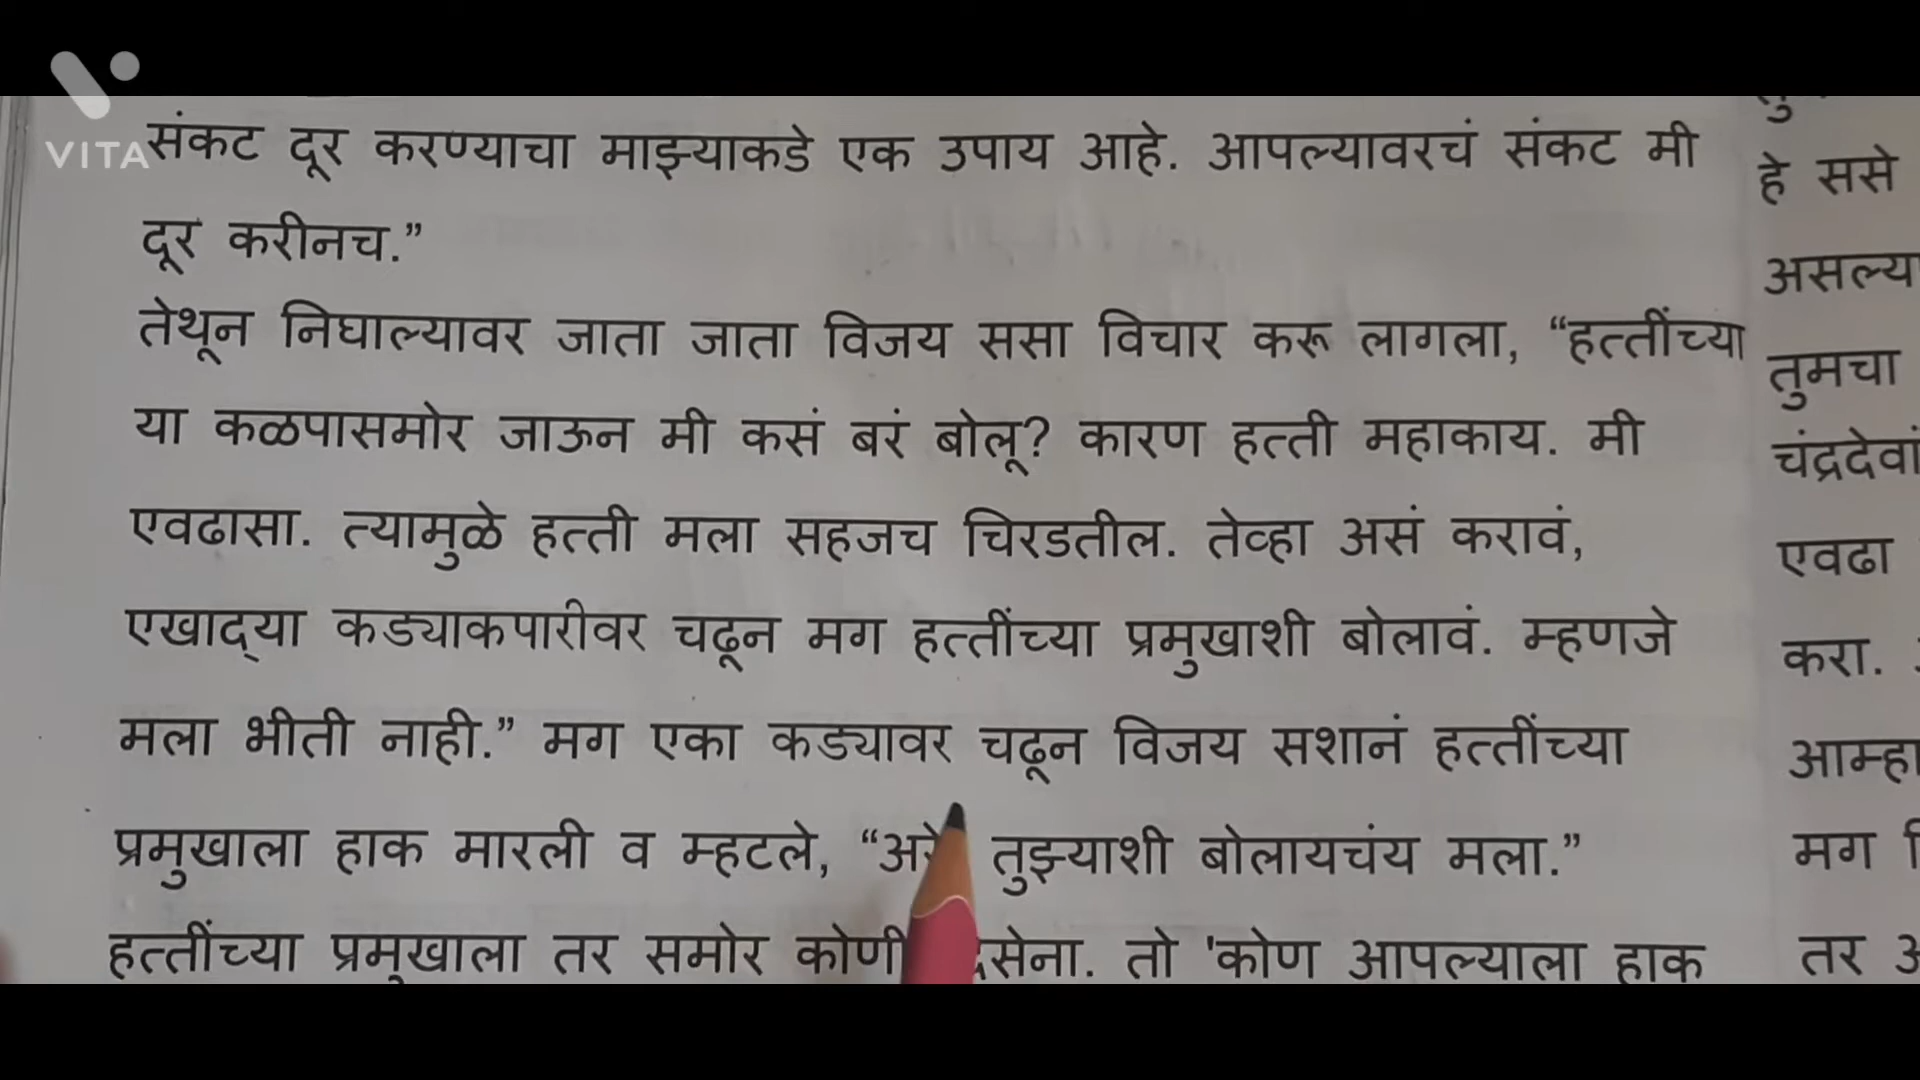 VITA
संकट दूर करण्याचा माझ्याकडे एक उपाय आहे. आपल्यावरचं संकट मी
दूर करीनच.”
तेथून निघाल्यावर जाता जाता विजय ससा विचार करू लागला, “हत्तींच्या
या कळपासमोर जाऊन मी कसं बरं बोलू? कारण हत्ती महाकाय. मी
एवढासा. त्यामुळे हत्ती मला सहजच चिरडतील. तेव्हा असं करावं,
एखाद्‌या कड्याकपारीवर चढून मग हत्तींच्या प्रमुखाशी बोलावं. म्हणजे
मला भीती नाही.” मग एका कड्यावर चढून विजय सशानं हत्तींच्या
प्रमुखाला हाक मारली व म्हटले, “अरे तुझ्याशी बोलायचंय मला.”
हत्तींच्या प्रमुखाला तर समोर कोणी तो 'कोण आपल्याला हाक
हे ससे
असल्या
तुमचा
चंद्रदेवां
एवढा
करा.
आम्हा
मग
तर